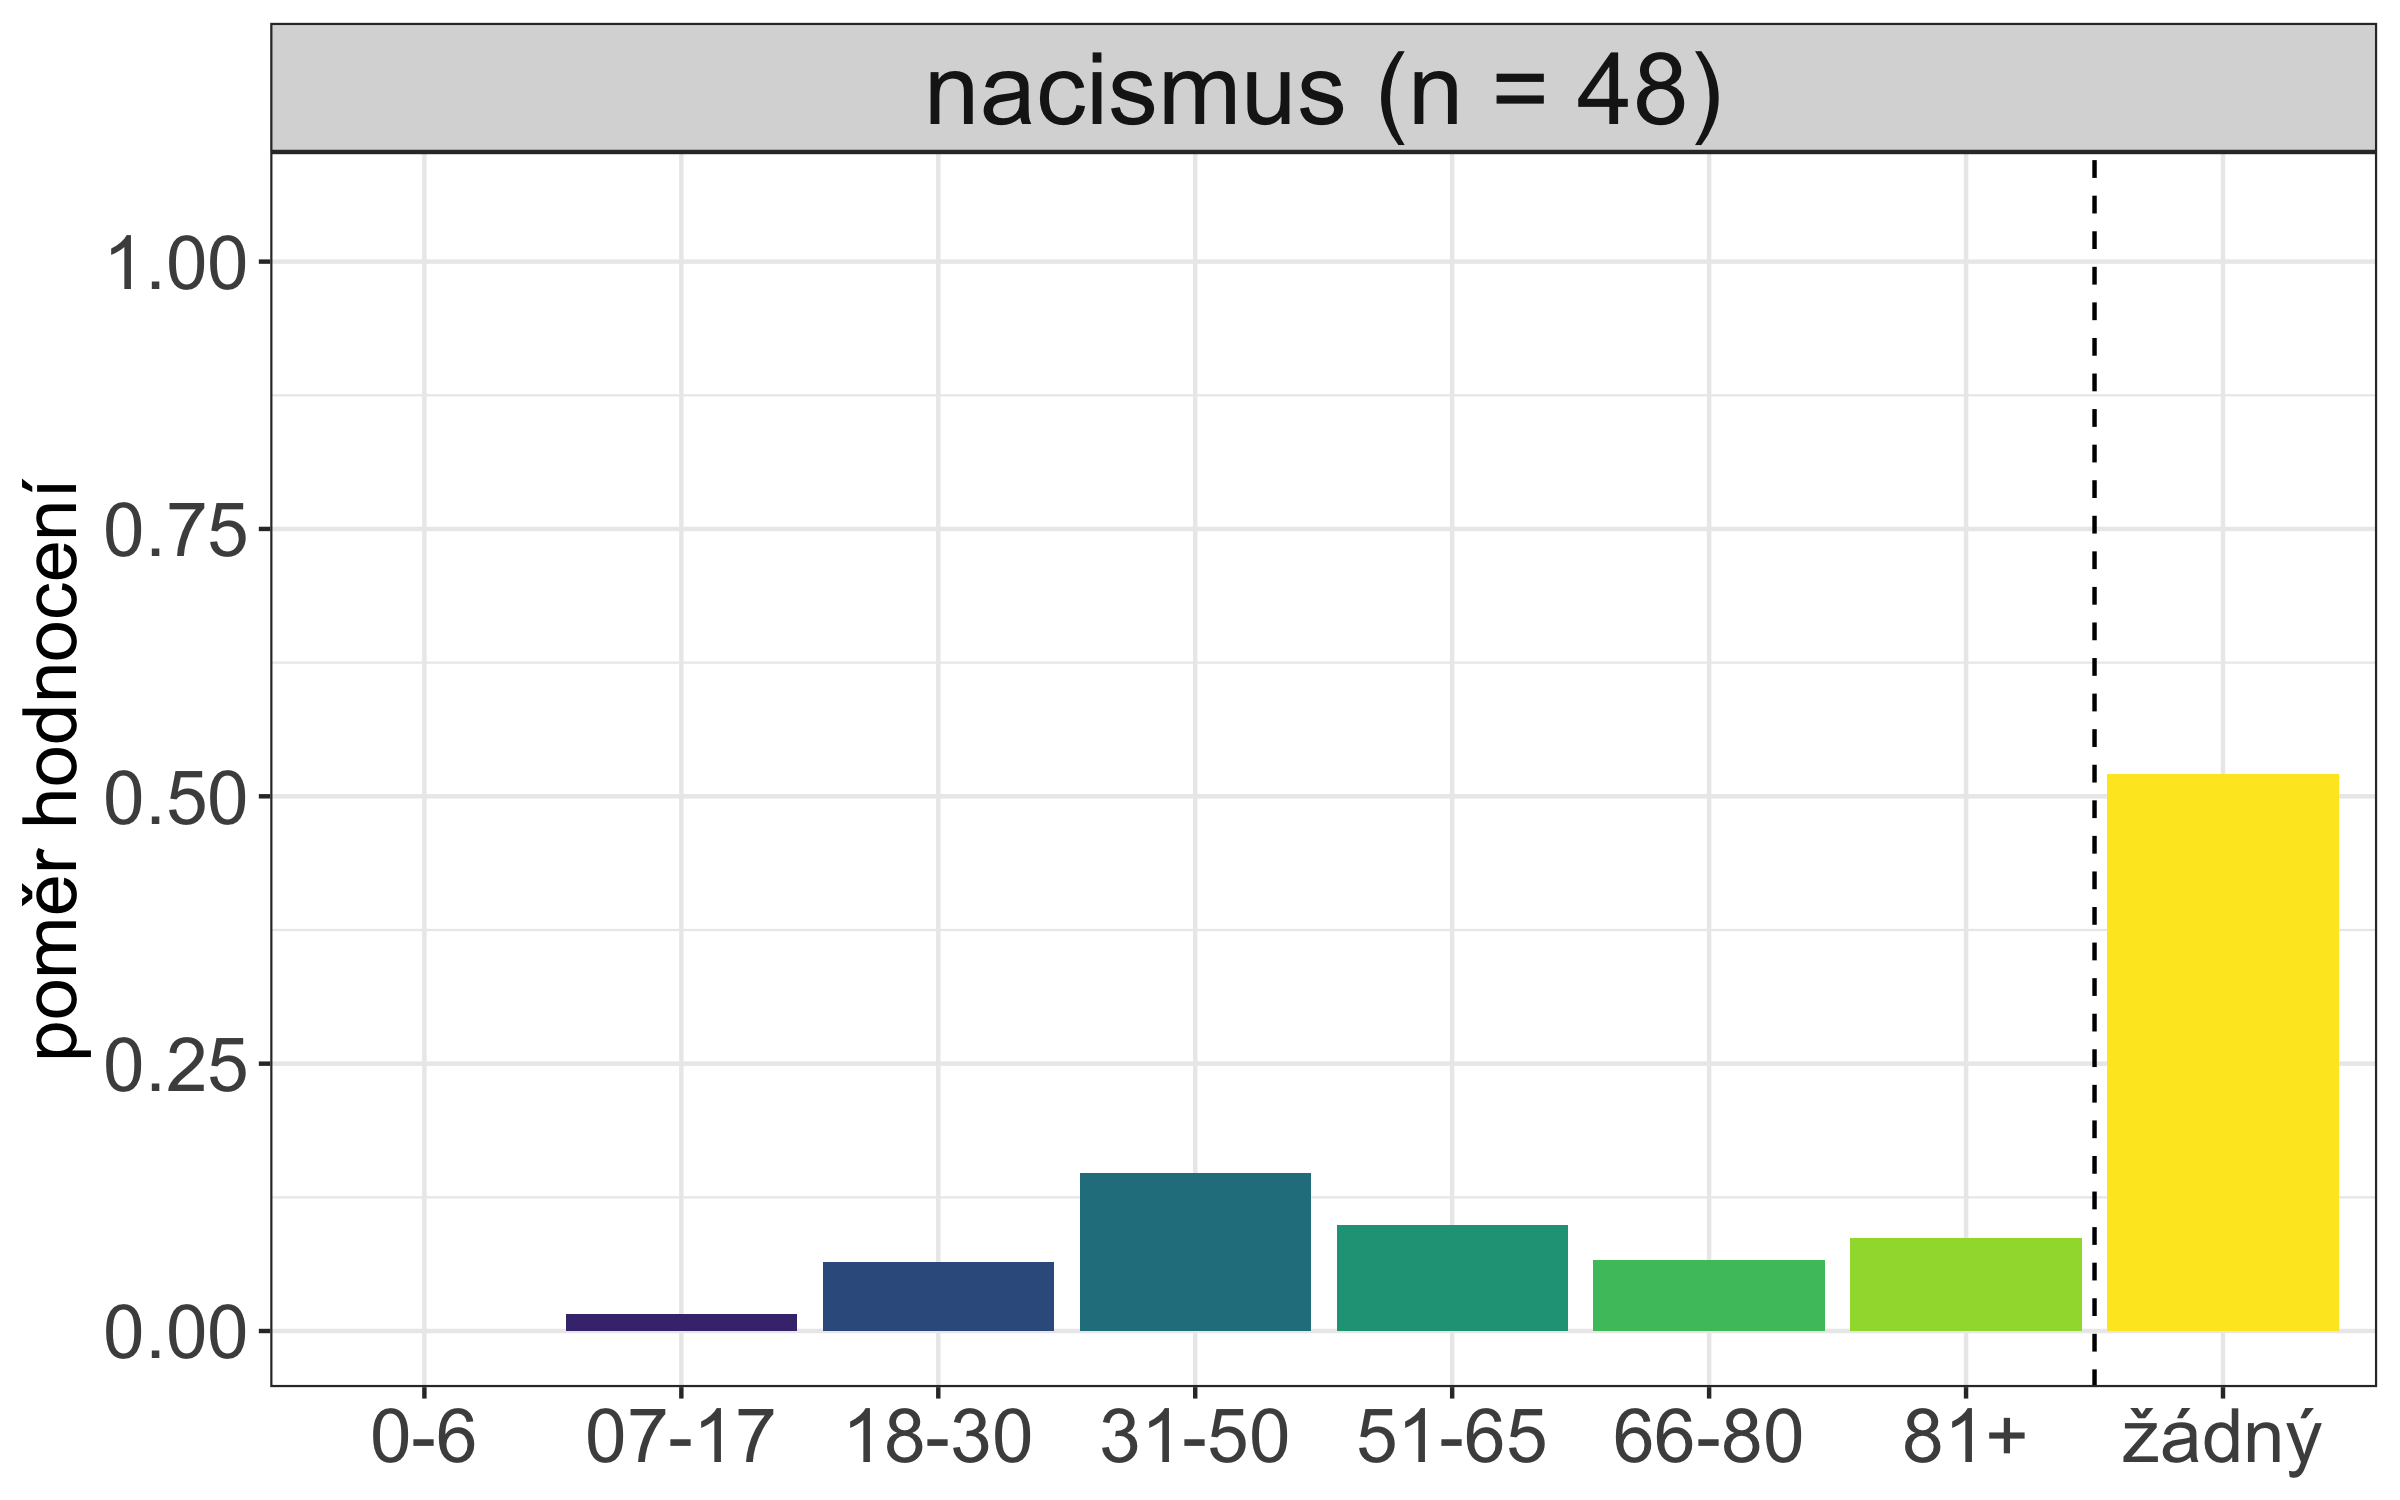 nacismus (n = 48)
poměr hodnocení
1.00
0.75
0.50
0.25
0.00
0-6 07-17 18-30 31-50 51-65 66-80 81+ žádný